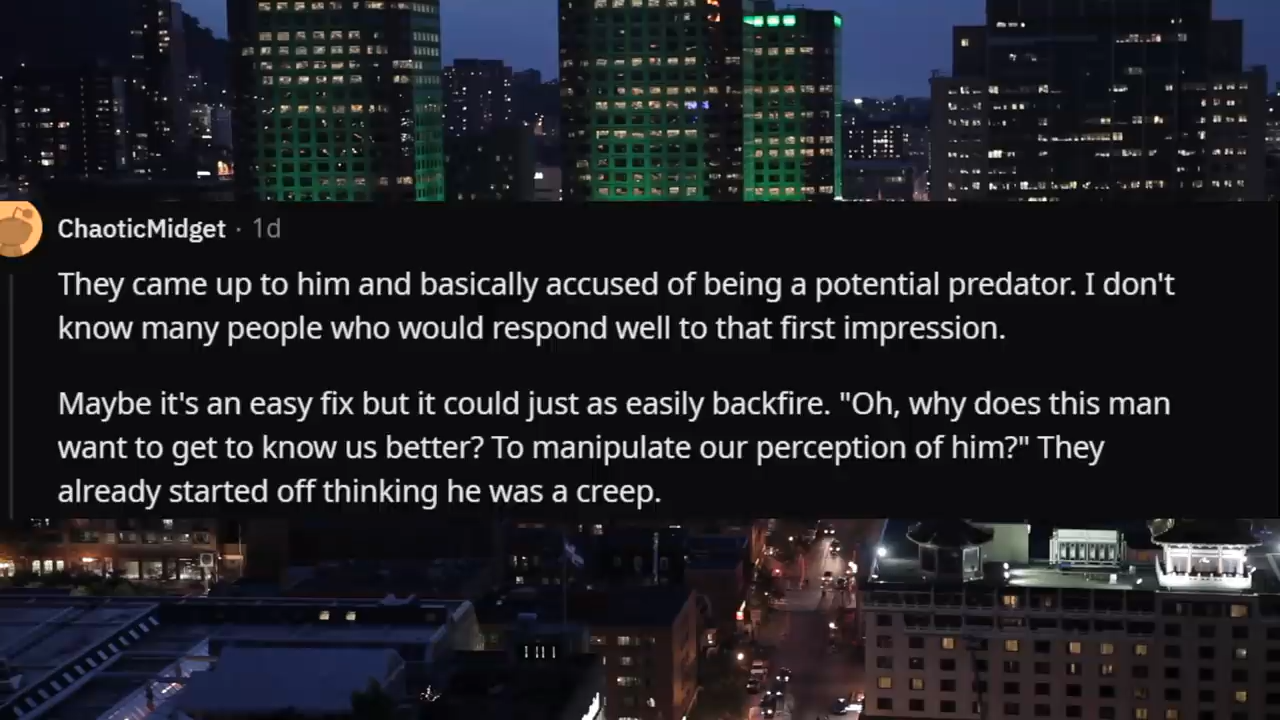 ChaoticMidget · 1d
They came up to him and basically accused of being a potential predator. I don't
know many people who would respond well to that first impression.
Maybe it's an easy fix but it could just as easily backfire. "Oh, why does this man
want to get to know us better? To manipulate our perception of him?" They
already started off thinking he was a creep.